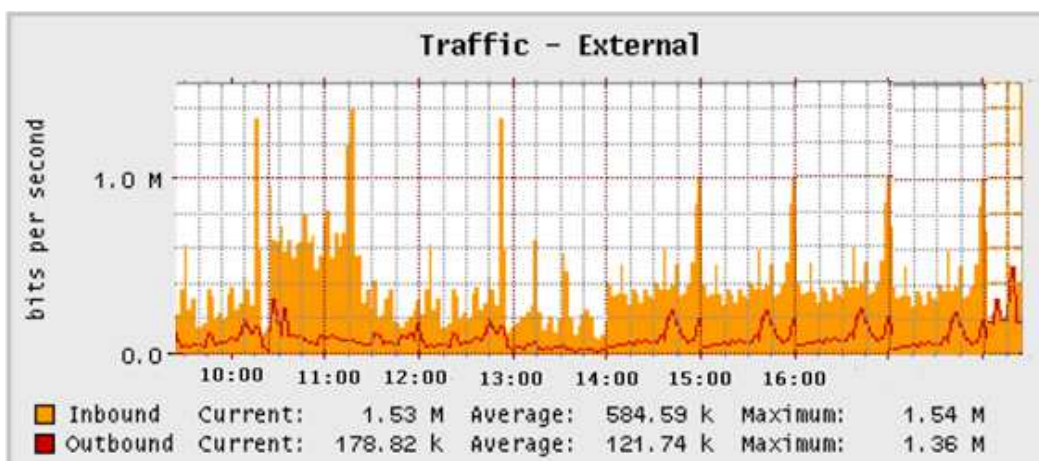 Traffic - External
bits per second
1.0 M
0.0
10:00 11:00 12:00 13:00 14:00 15:00 16:00
Inbound Current: 1.53 M Average: 584.59 k Maximum: 1.54 M
Outbound Current: 178.82 k Average: 121.74 k Maximum: 1.36 M